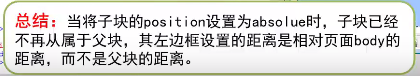 总结：当将子块的position设置为absolue时，子块已经
不再从属于父块，其左边框设置的距离是相对页面body的
距离，而不是父块的距离。